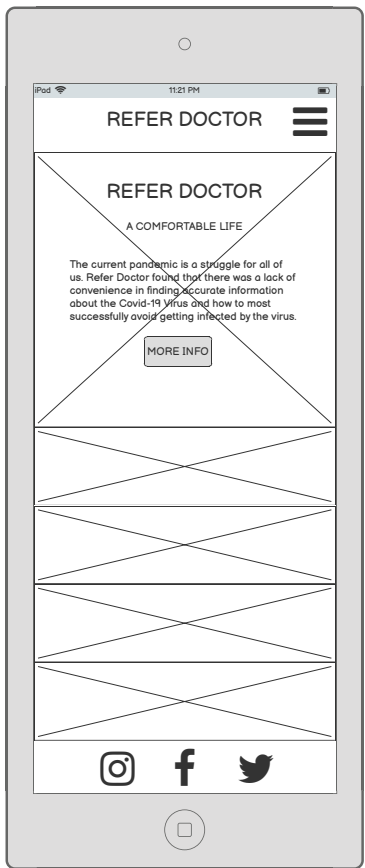 iPad 11:21 PM
REFER DOCTOR
REFER DOCTOR
A COMFORTABLE LIFE
The current pandemic is a struggle for all of
us. Refer Doctor found that there was a lack of
convenience in finding accurate information
about the Covid-19 Virus and how to most
successfully avoid getting infected by the virus.
MORE INFO